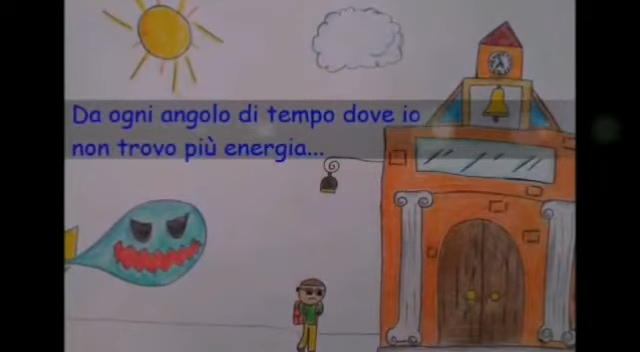 Da ogni angolo di tempo dove io
non trovo più energia...